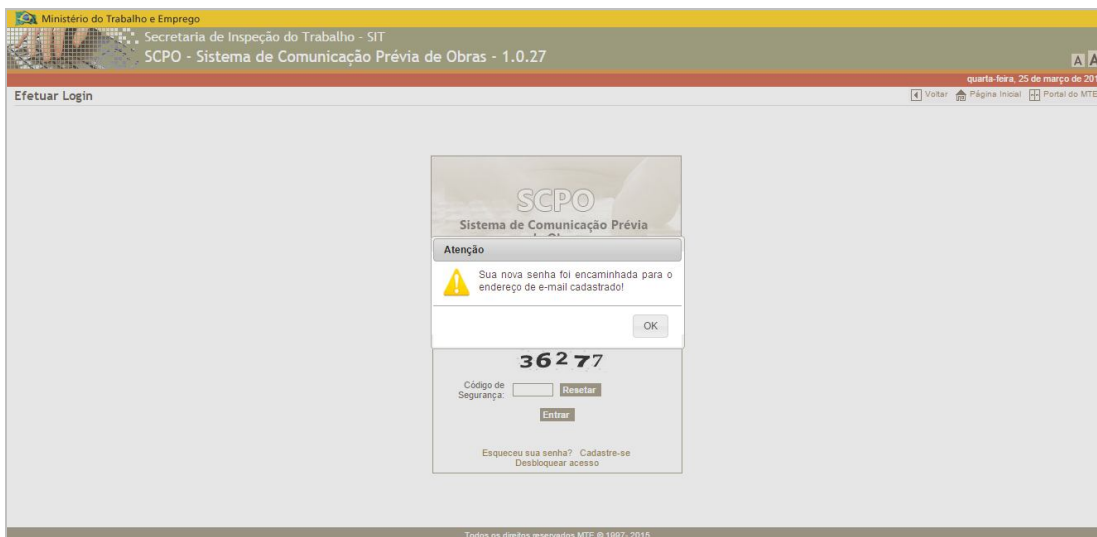 Ministério do Trabalho e Emprego
Secretaria de Inspeção do Trabalho - SIT
SCPO - Sistema de Comunicação Prévia de Obras - 1.0.27
A A
quarta-feira, 25 de março de 201
Efetuar Login
Voltar Página Inicial Portal do MTE
SCPO
Sistema de Comunicação Prévia
Atenção
Sua nova senha foi encaminhada para o
endereço de e-mail cadastrado!
OK
36277
Código de
Segurança:
Resetar
Entrar
Esqueceu sua senha? Cadastre-se
Desbloquear acesso
Todos os direitos reservados MTE © 1997- 2015